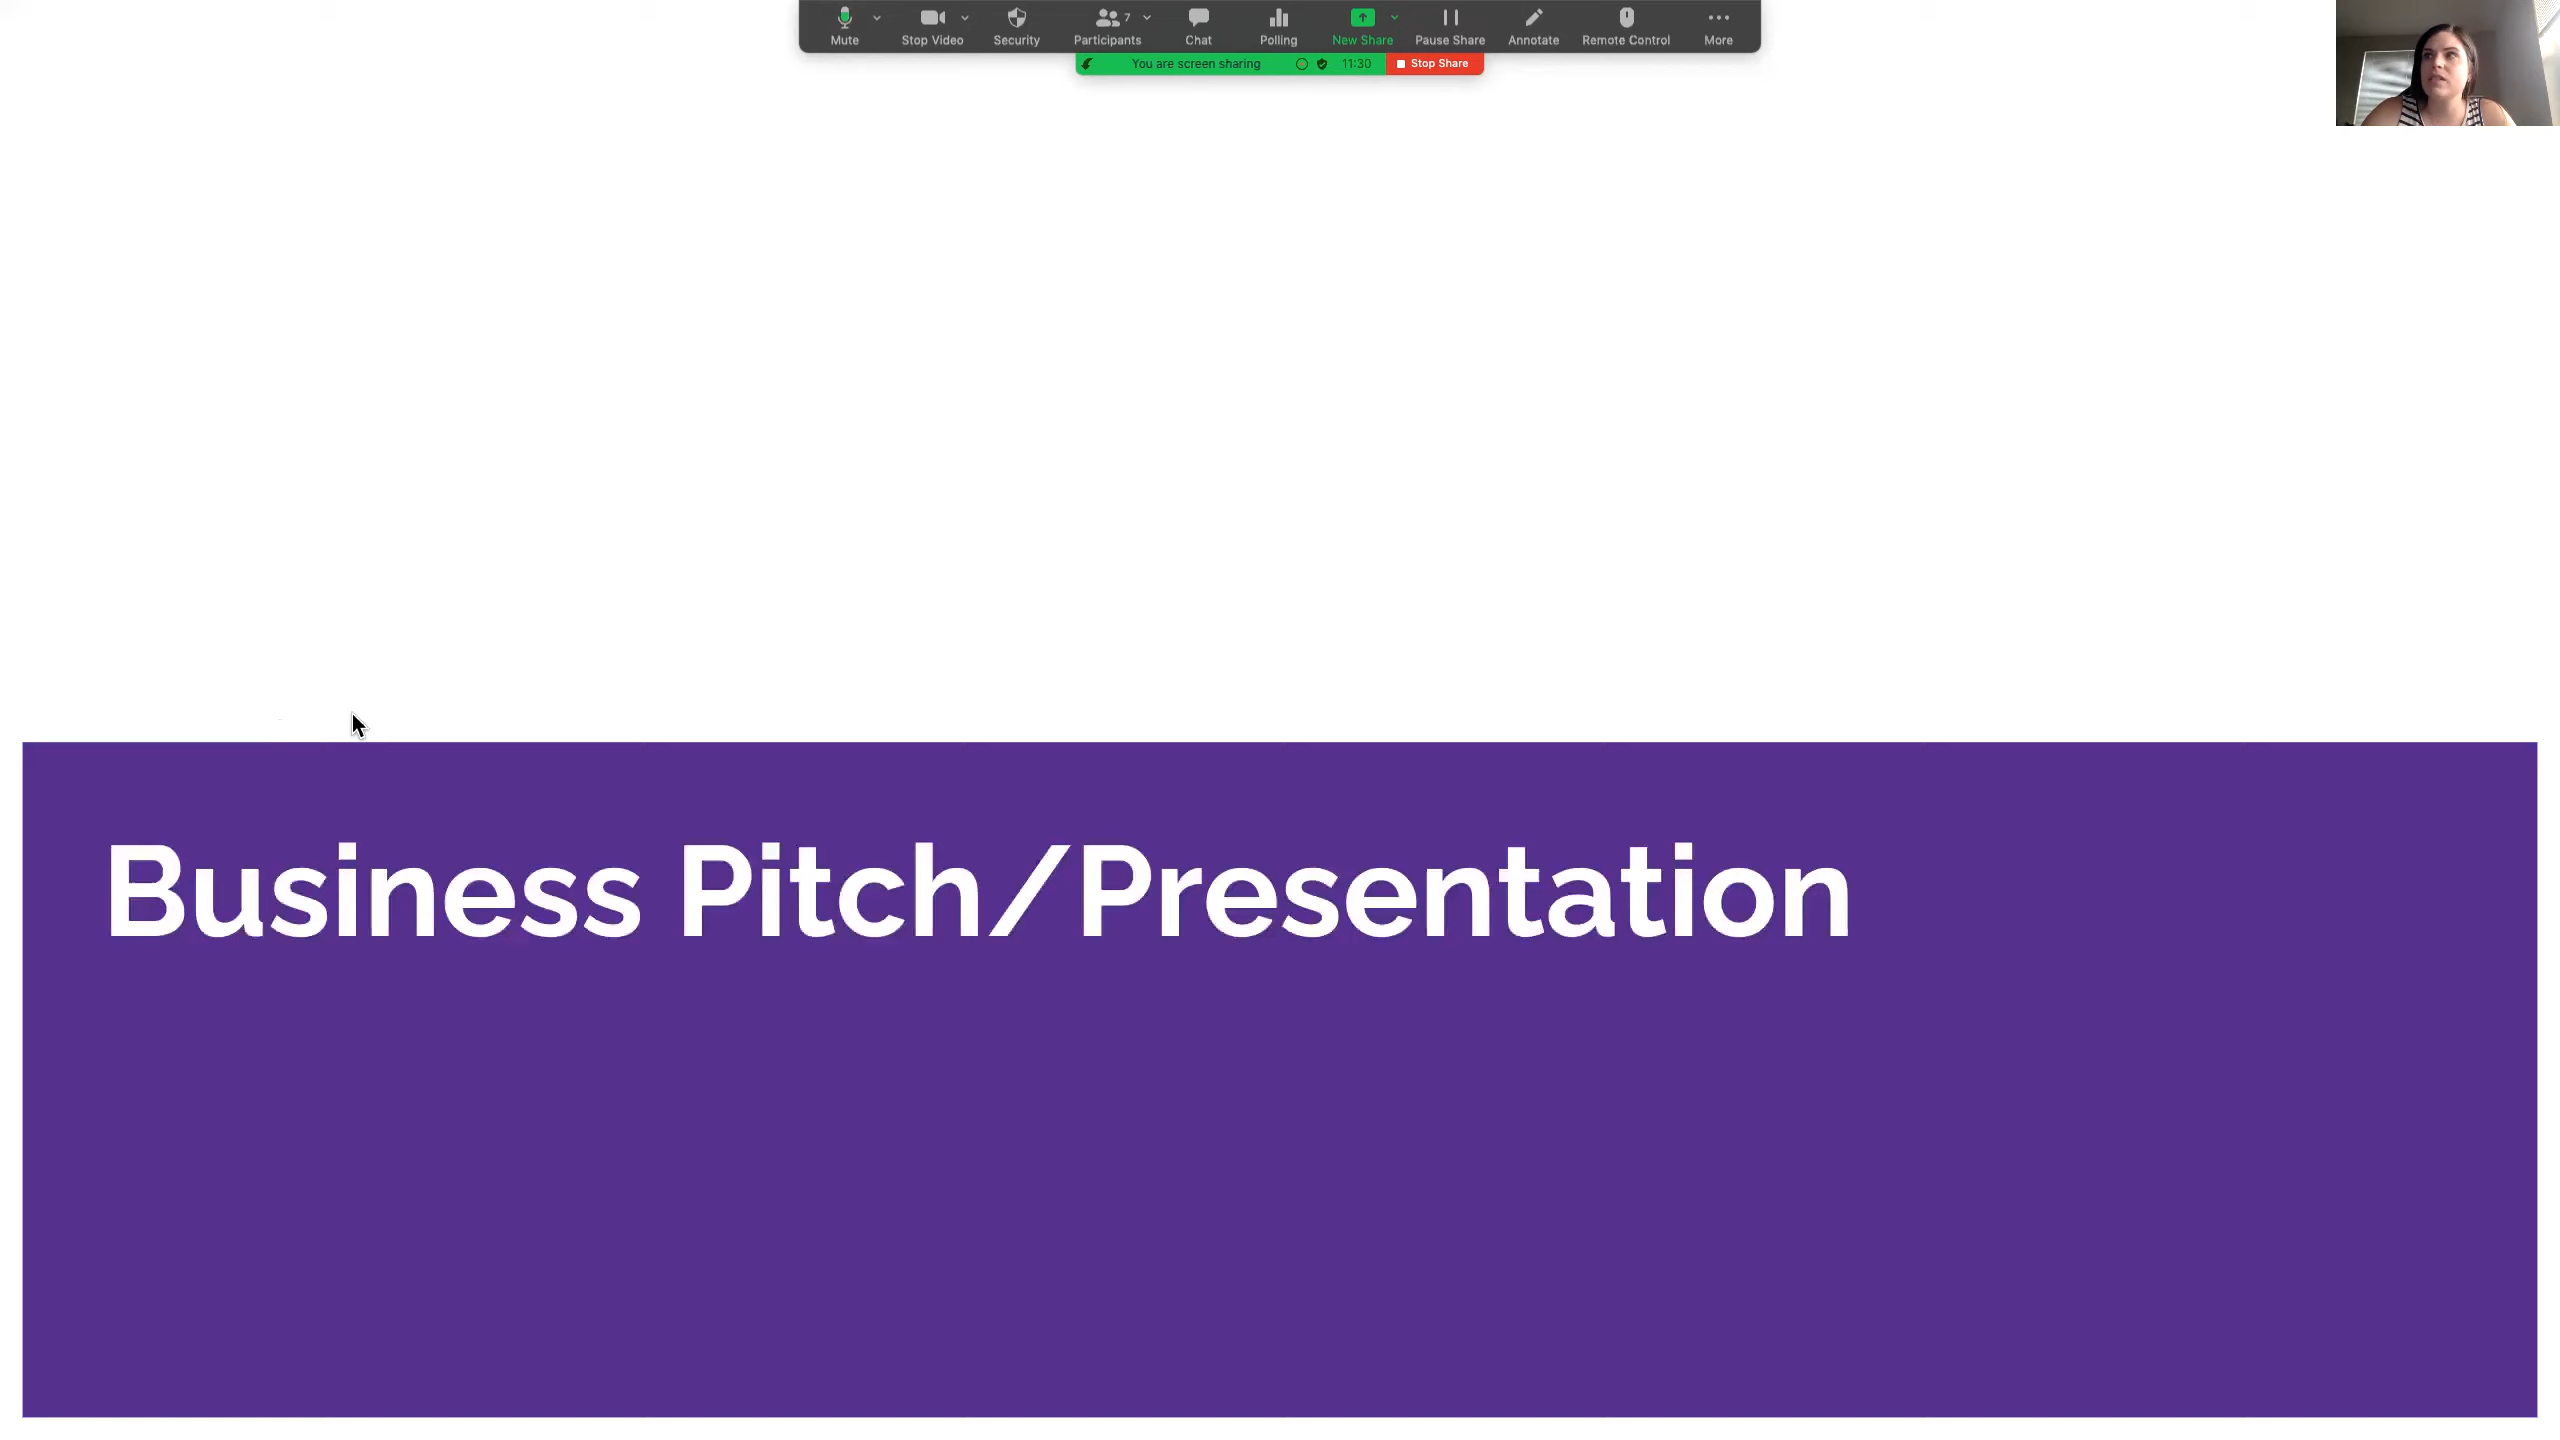 Mute
Stop Video
Security
Participants 7
Chat
Polling
New Share
Pause Share
Annotate
Remote Control
More
You are screen sharing 11:30 Stop Share
Business Pitch/Presentation